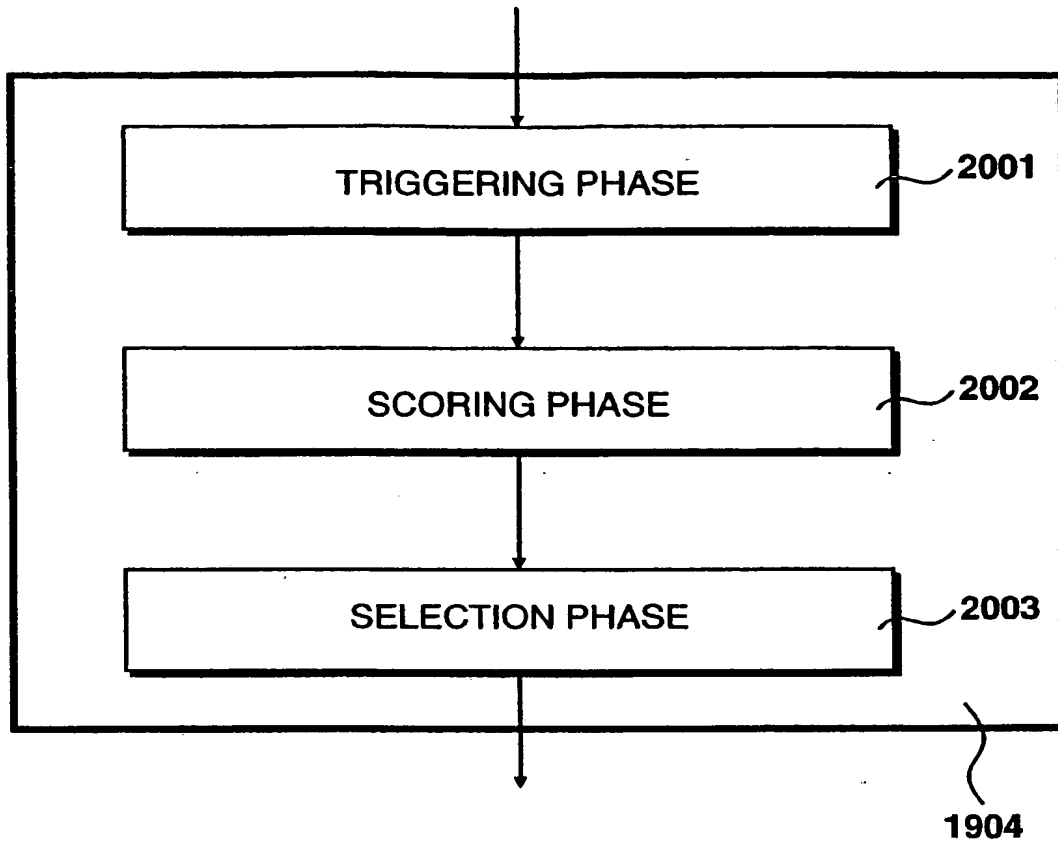 TRIGGERING PHASE
2001
SCORING PHASE
2002
SELECTION PHASE
2003
1904